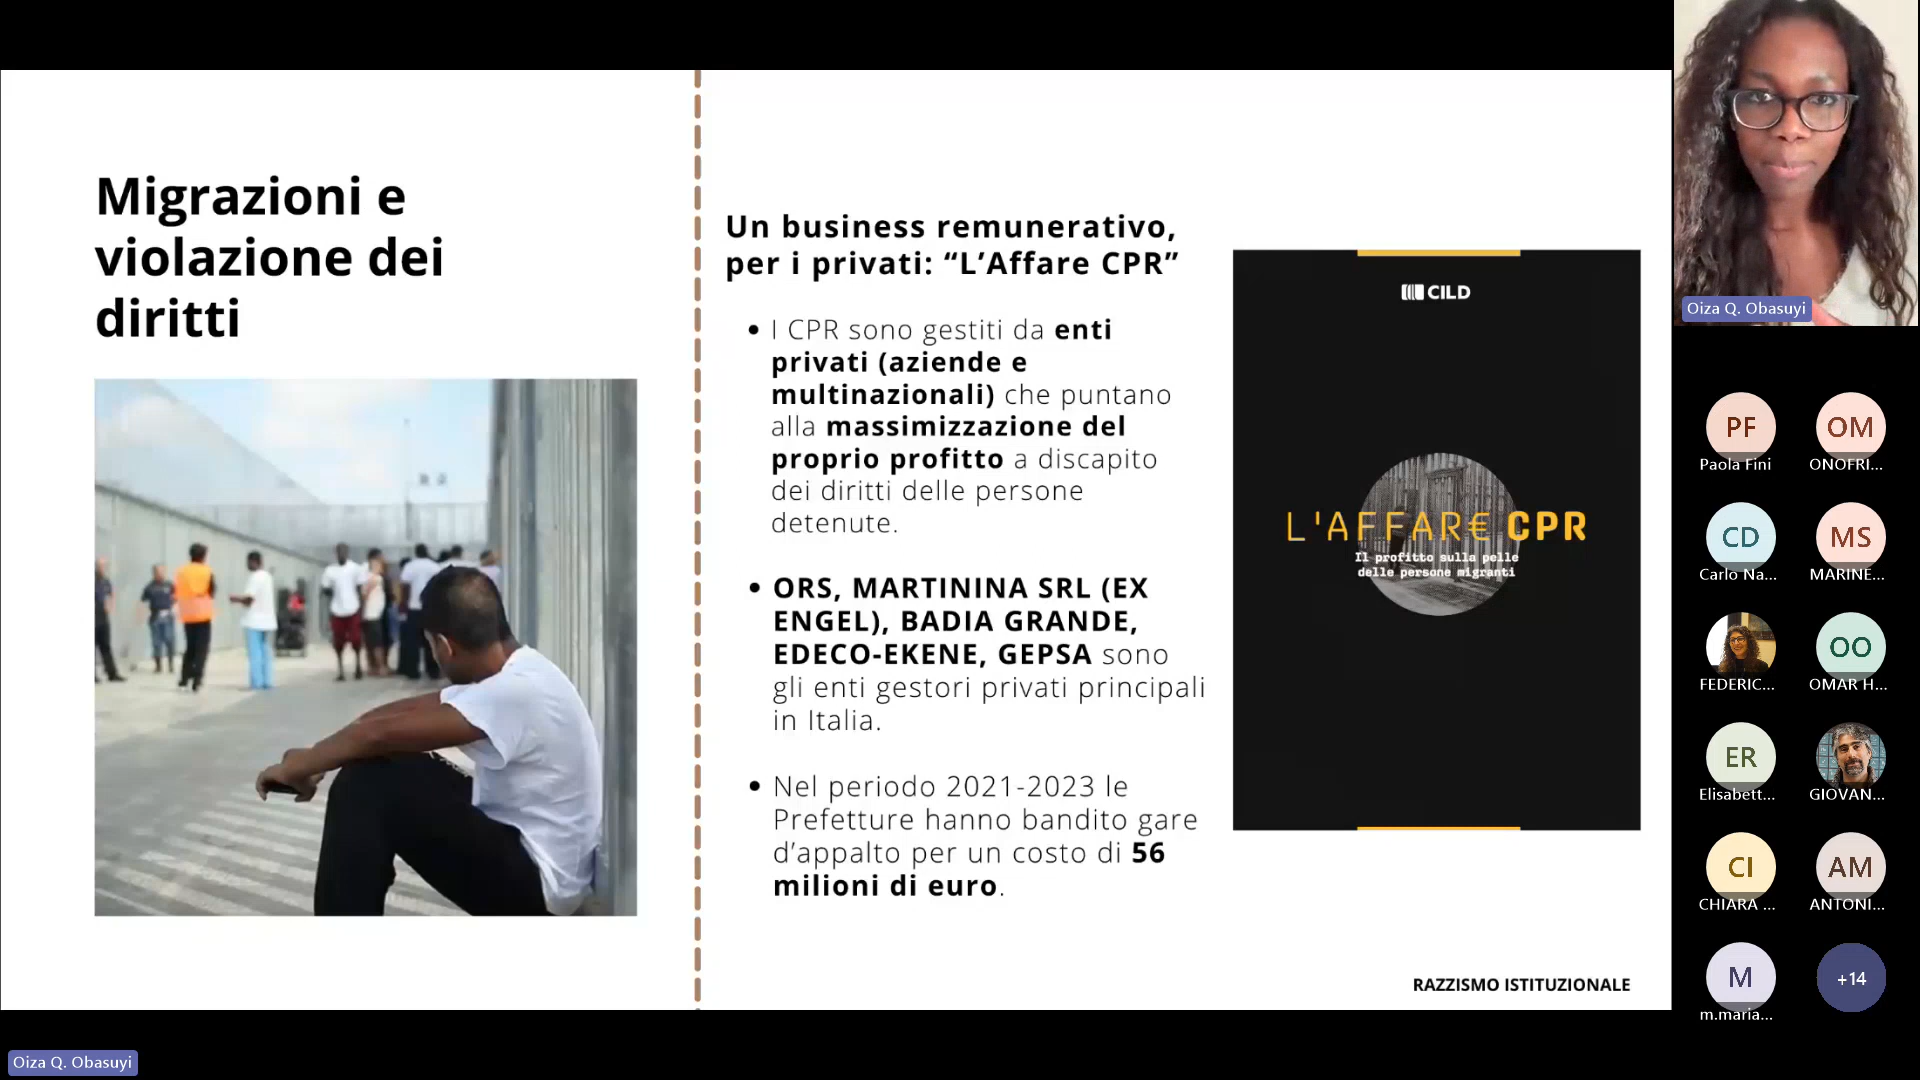 Migrazioni e
violazione dei
diritti
Un business remunerativo,
per i privati: “L’Affare CPR”
I CPR sono gestiti da enti
privati (aziende e
multinazionali) che puntano
alla massimizzazione del
proprio profitto a discapito
dei diritti delle persone
detenute.
ORS, MARTININA SRL (EX
ENGEL), BADIA GRANDE,
EDECO-EKENE, GEPSA sono
gli enti gestori privati principali
in Italia.
Nel periodo 2021-2023 le
Prefetture hanno bandito gare
d’appalto per un costo di 56
milioni di euro.
CILD
L'AFFAR€ CPR
Il profitto sulla pelle
delle persone migranti
RAZZISMO ISTITUZIONALE
Oiza Q. Obasuyi
PF
Paola Fini
OM
ONOFRI...
CD
Carlo Na...
MS
MARINE...
FEDERIC...
OO
OMAR H...
ER
Elisabett...
GIOVAN...
CI
CHIARA ...
AM
ANTONI...
M
m.maria...
+14
Oiza Q. Obasuyi